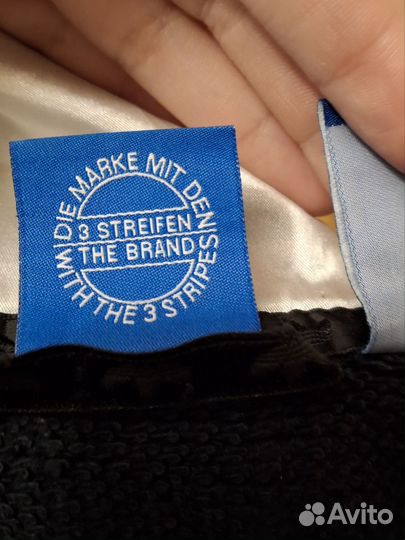 DIE MARKE MIT DEN
3 STREIFEN
THE BRAND
WITH THE 3 STRIPES
Avito